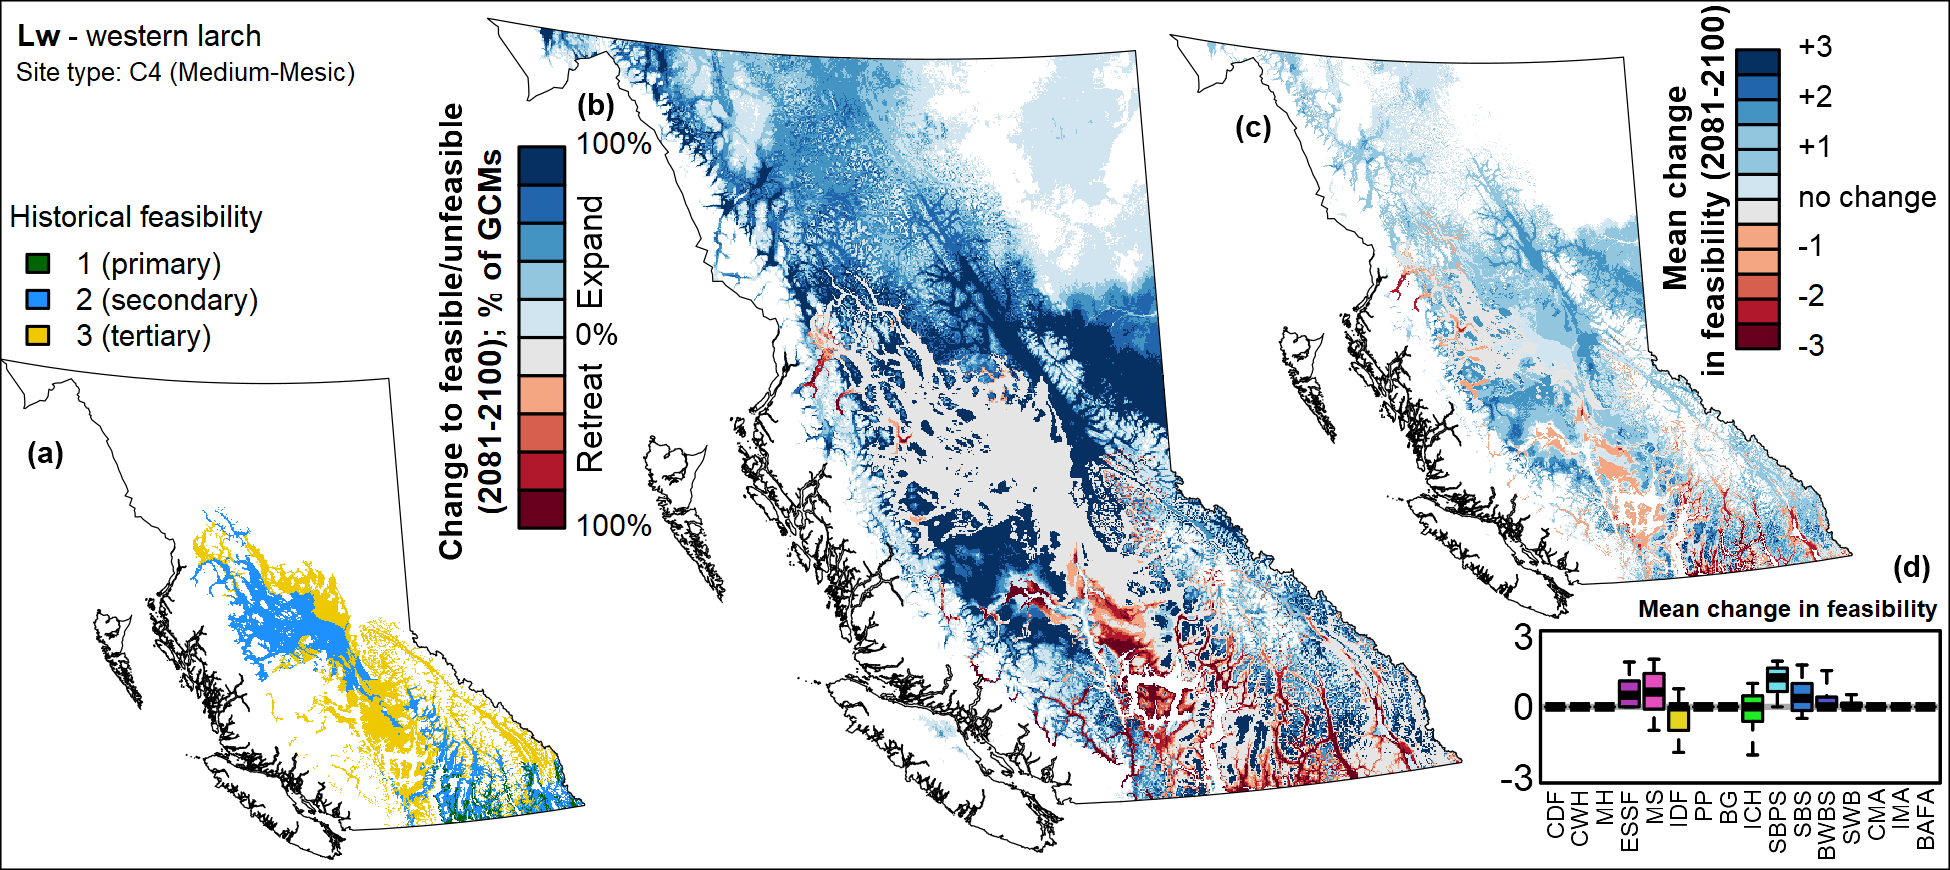 Lw - western larch
Site type: C4 (Medium-Mesic)
Historical feasibility
1 (primary)
2 (secondary)
3 (tertiary)
(a)
Change to feasible/unfeasible
(2081-2100); % of GCMs
100%
Expand
0%
Retreat
100%
(b)
(c)
Mean change
in feasibility (2081-2100)
+3
+2
+1
no change
-1
-2
-3
(d)
Mean change in feasibility
3
0
-3
CDF
CWH
MH
ESSF
MS
IDF
PP
BG
ICH
SBPS
SBS
BWBS
SWB
CMA
IMA
BAFA